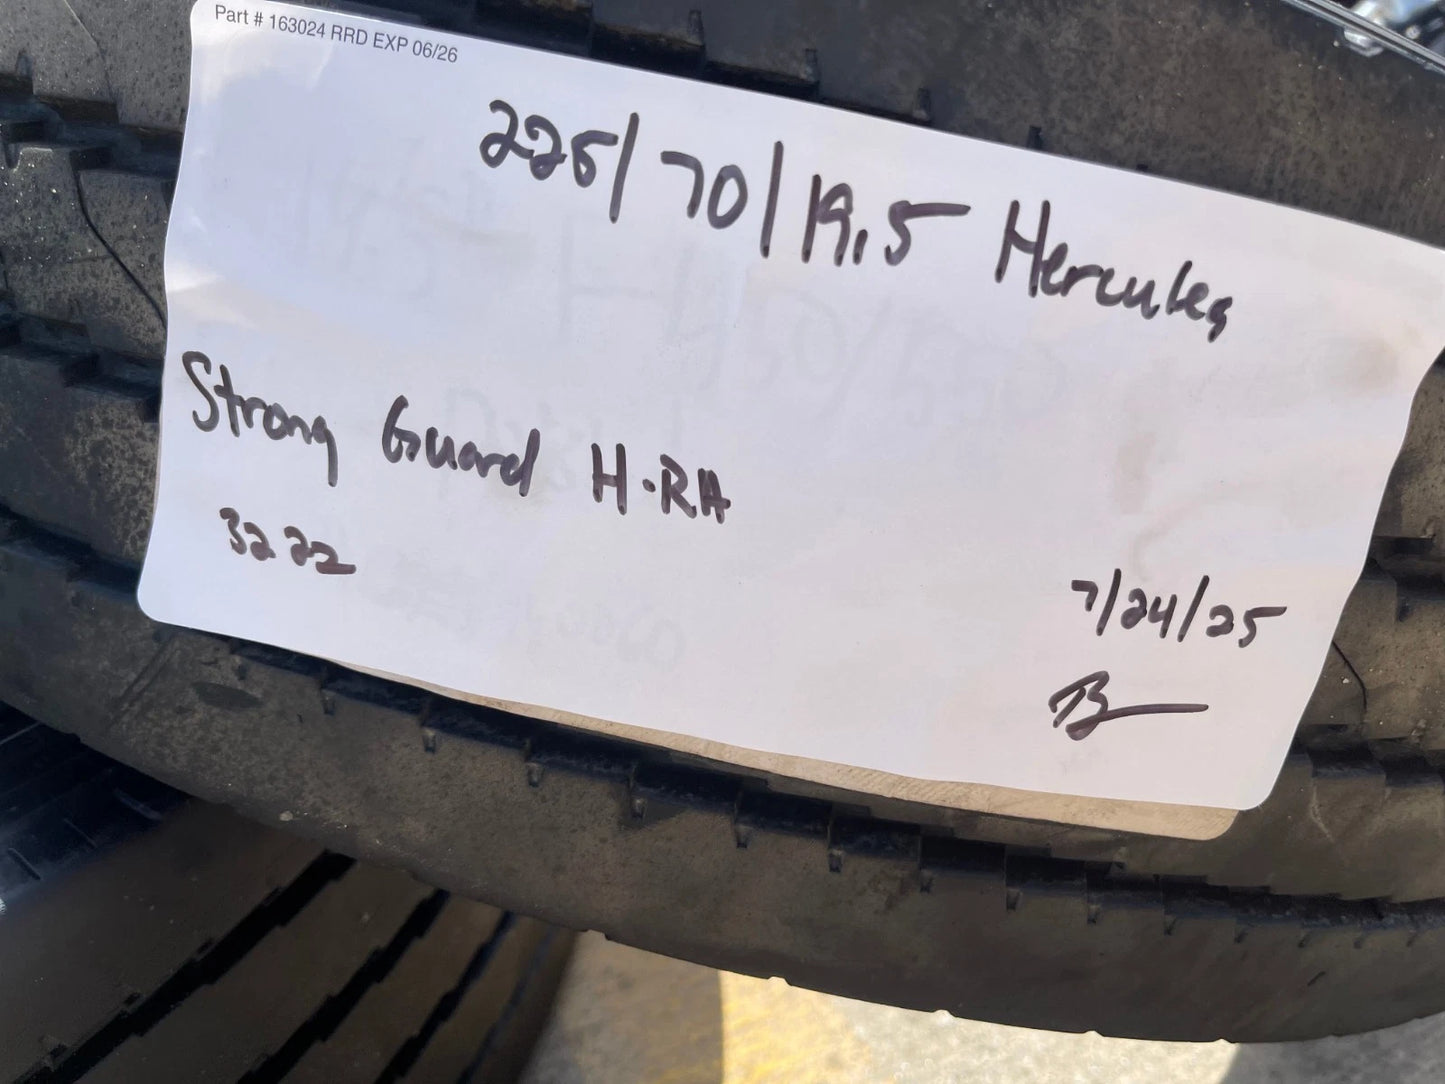 Part # 163024 RRD EXP 06/26
225/70/19.5 Hercules
Strong Guard H-RA
3222
7/24/25